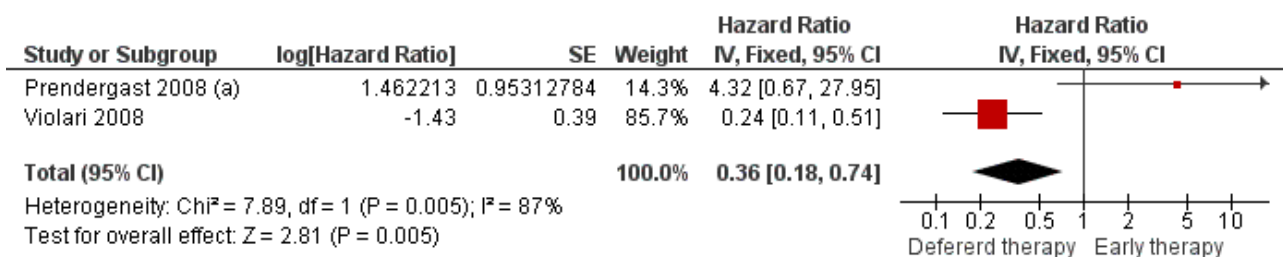 Hazard Ratio Hazard Ratio
Study or Subgroup log[Hazard Ratio] SE Weight IV, Fixed, 95% CI IV, Fixed, 95% CI
Prendergast 2008 (a) 1.462213 0.95312784 14.3% 4.32 [0.67, 27.95]
Violari 2008 -1.43 0.39 85.7% 0.24 [0.11, 0.51]
Total (95% CI) 100.0% 0.36 [0.18, 0.74]
Heterogeneity: Chi² = 7.89, df = 1 (P = 0.005); I² = 87%
Test for overall effect: Z = 2.81 (P = 0.005)
0.1 0.2 0.5 1 2 5 10
Defererd therapy Early therapy